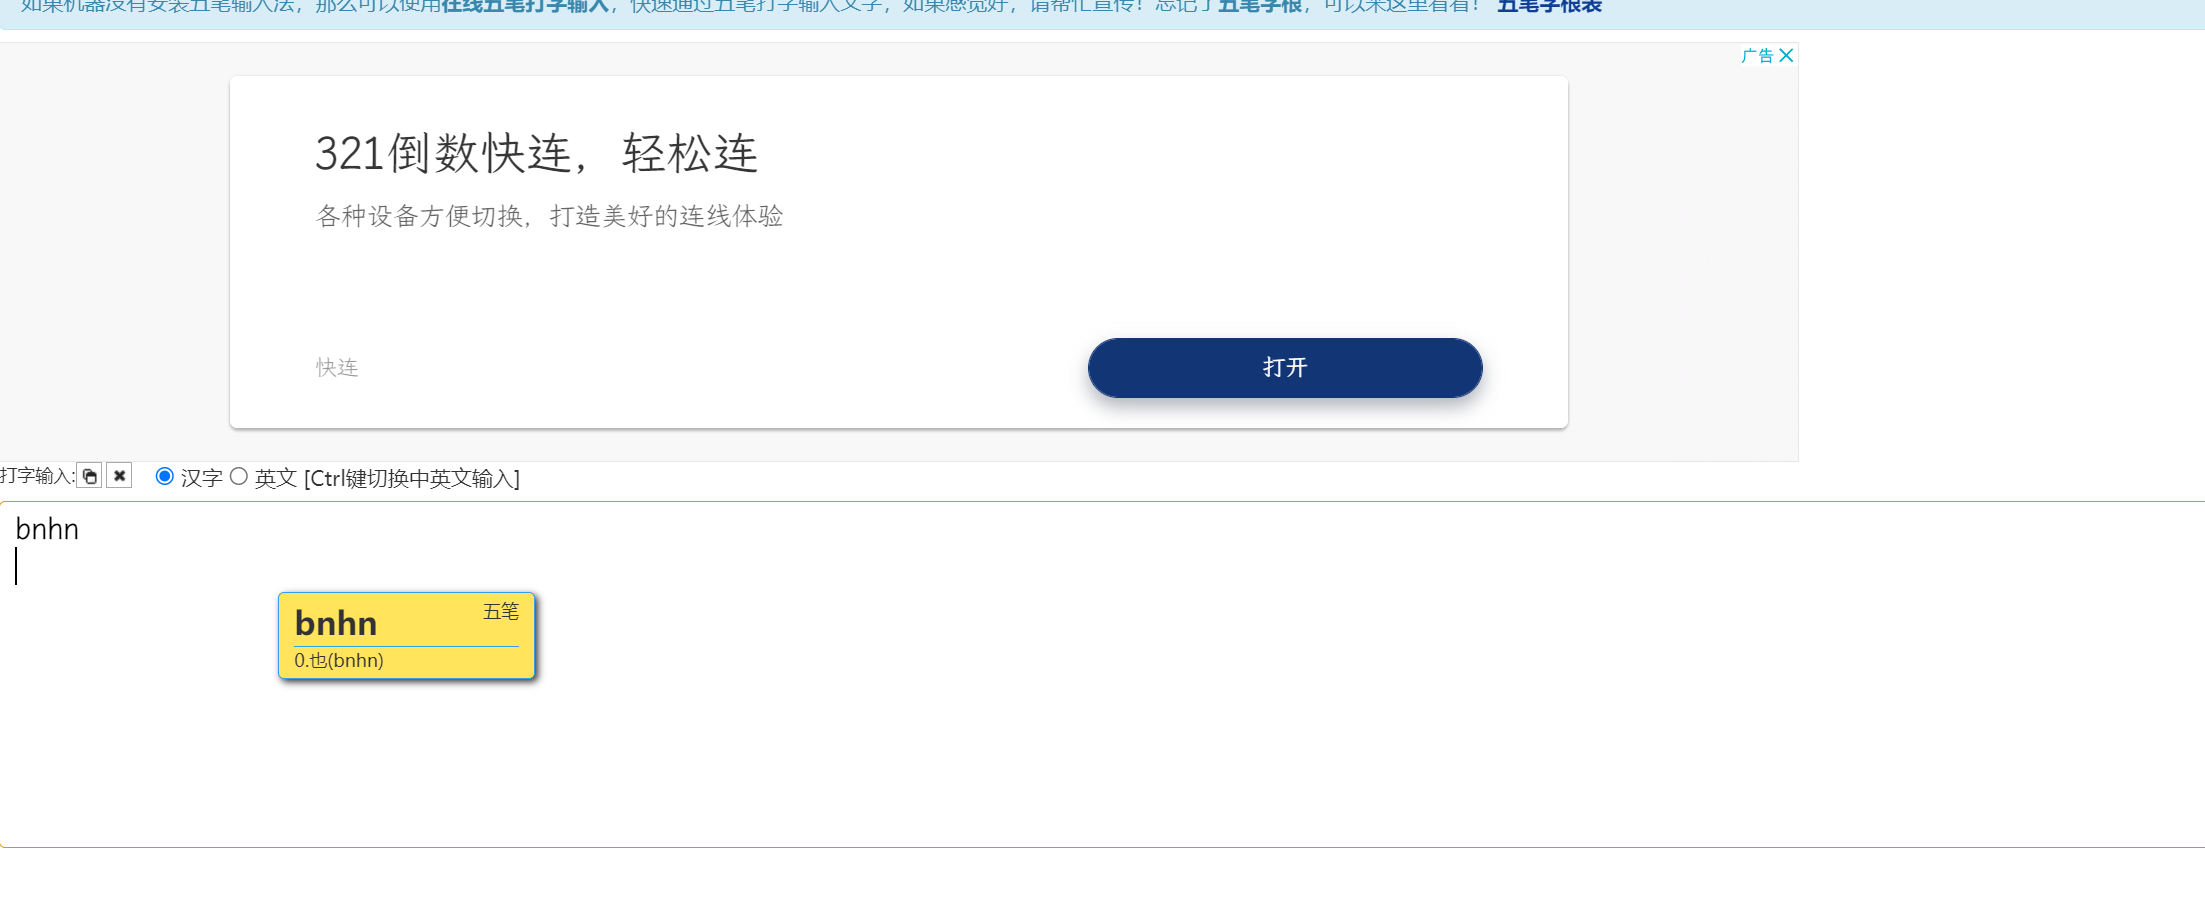 如果机器没有安装五笔输入法，那么可以使用在线五笔打字输入，快速通过五笔打字输入文字，如果感觉好，请帮忙宣传！忘记了五笔字根，可以来这里看看！ 五笔字根表
广告
321倒数快连，轻松连
各种设备方便切换，打造美好的连线体验
快连
打开
打字输入: 汉字 英文 [Ctrl键切换中英文输入]
bnhn
bnhn 五笔
0.也(bnhn)